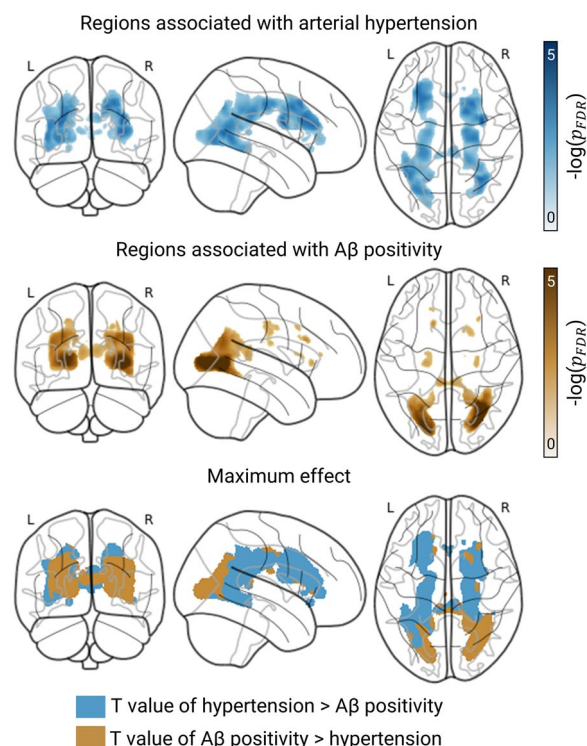 Regions associated with arterial hypertension
L R L R
5
-log(pFDR)
0
Regions associated with Aβ positivity
L R L R
5
-log(pFDR)
0
Maximum effect
L R L R
T value of hypertension > Aβ positivity
T value of Aβ positivity > hypertension